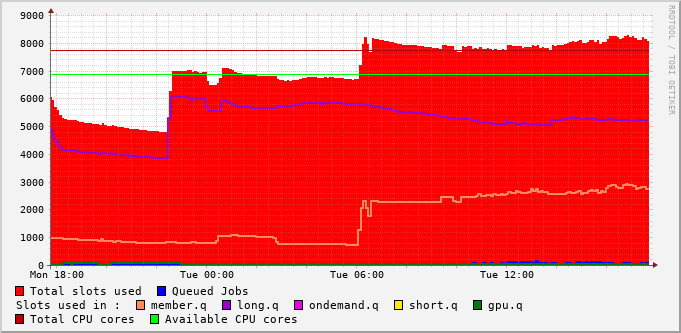 9000
8000
7000
6000
5000
4000
3000
2000
1000
0
Mon 18:00 Tue 00:00 Tue 06:00 Tue 12:00
Total slots used Queued Jobs
Slots used in : member.q long.q ondemand.q short.q gpu.q
Total CPU cores Available CPU cores
RRDTOOL / TOBI OETIKER